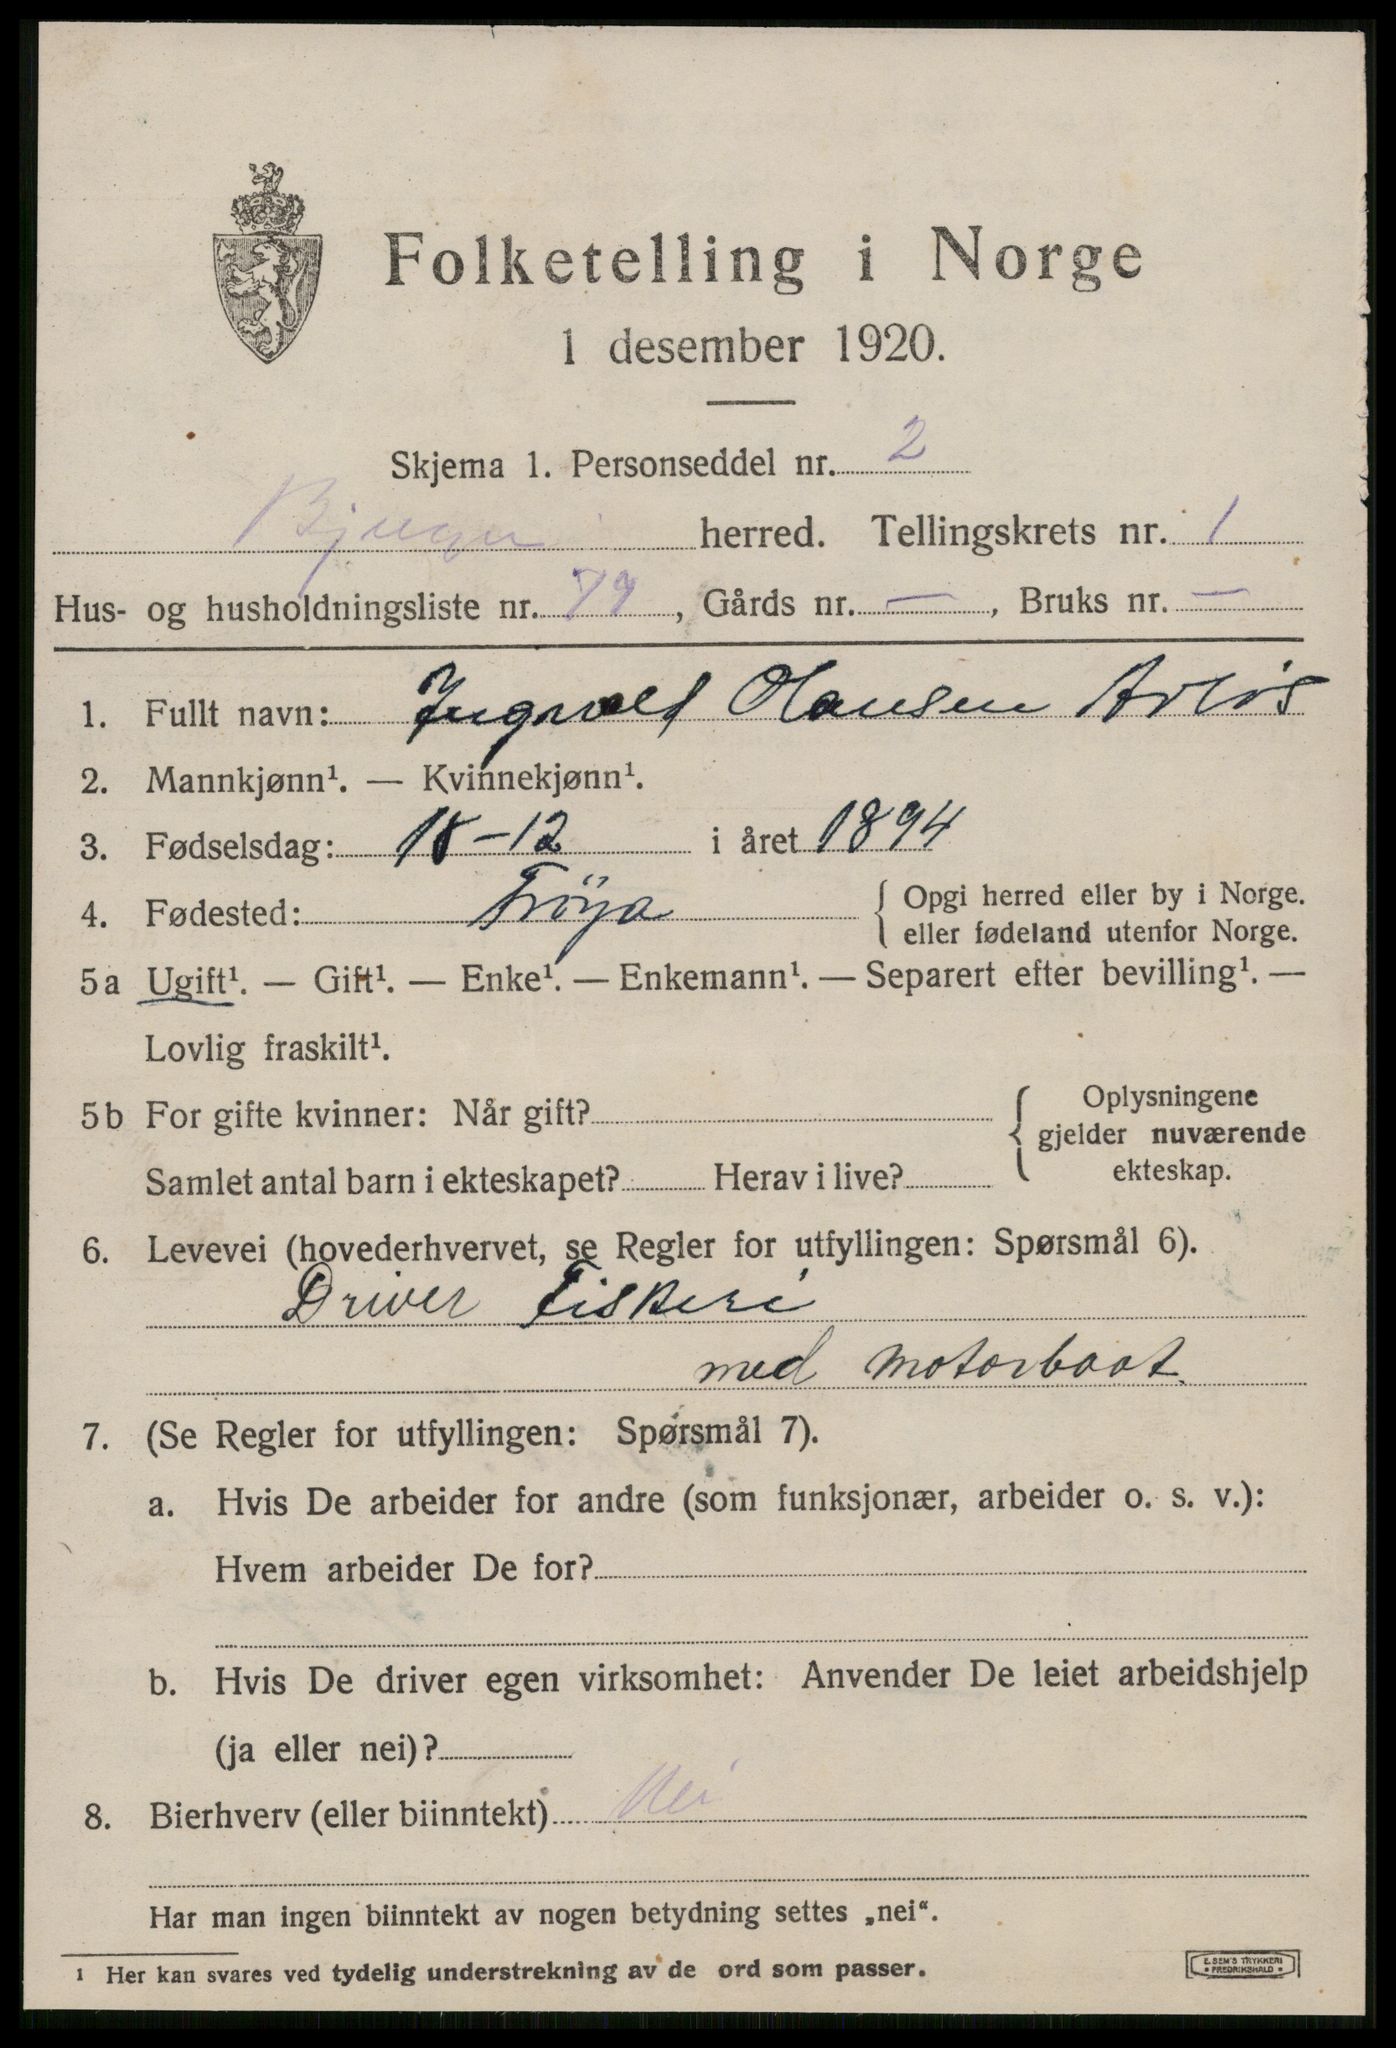 Folketelling i Norge
1 desember 1920.
Skjema 1. Personseddel nr. 2
Bjugn herred. Tellingskrets nr. 1
Hus- og husholdningsliste nr. 79, Gårds nr. —, Bruks nr. —
1. Fullt navn: Ingvald Olausen
2. Mannkjønn¹. — Kvinnekjønn¹.
3. Fødselsdag: 18-12 i året 1894
4. Fødested: Fröya { Opgi herred eller by i Norge.
eller fødeland utenfor Norge.
5a Ugift¹. — Gift¹. — Enke¹. — Enkemann¹. — Separert efter bevilling¹. —
Lovlig fraskilt¹.
5b For gifte kvinner: Når gift? { Oplysningene
gjelder nuværende
ekteskap.
Samlet antal barn i ekteskapet? Herav i live?
6. Levevei (hovederhvervet, se Regler for utfyllingen: Spørsmål 6).
Driver Fiskeri
med motorbaat
7. (Se Regler for utfyllingen: Spørsmål 7).
a. Hvis De arbeider for andre (som funksjonær, arbeider o. s. v.):
Hvem arbeider De for?
b. Hvis De driver egen virksomhet: Anvender De leiet arbeidshjelp
(ja eller nei)?
8. Bierhverv (eller biinntekt) Nei
Har man ingen biinntekt av nogen betydning settes „nei“.
¹ Her kan svares ved tydelig understrekning av de ord som passer.
E. SEM'S TRYKKERI
• FREDRIKSHALD •